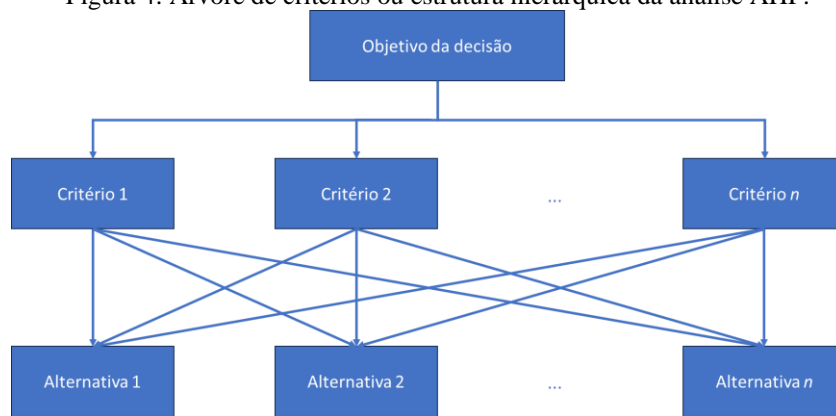 Figura 4. Árvore de critérios ou estrutura hierárquica da análise AHP.
Objetivo da decisão
Critério 1 Critério 2 ... Critério n
Alternativa 1 Alternativa 2 ... Alternativa n